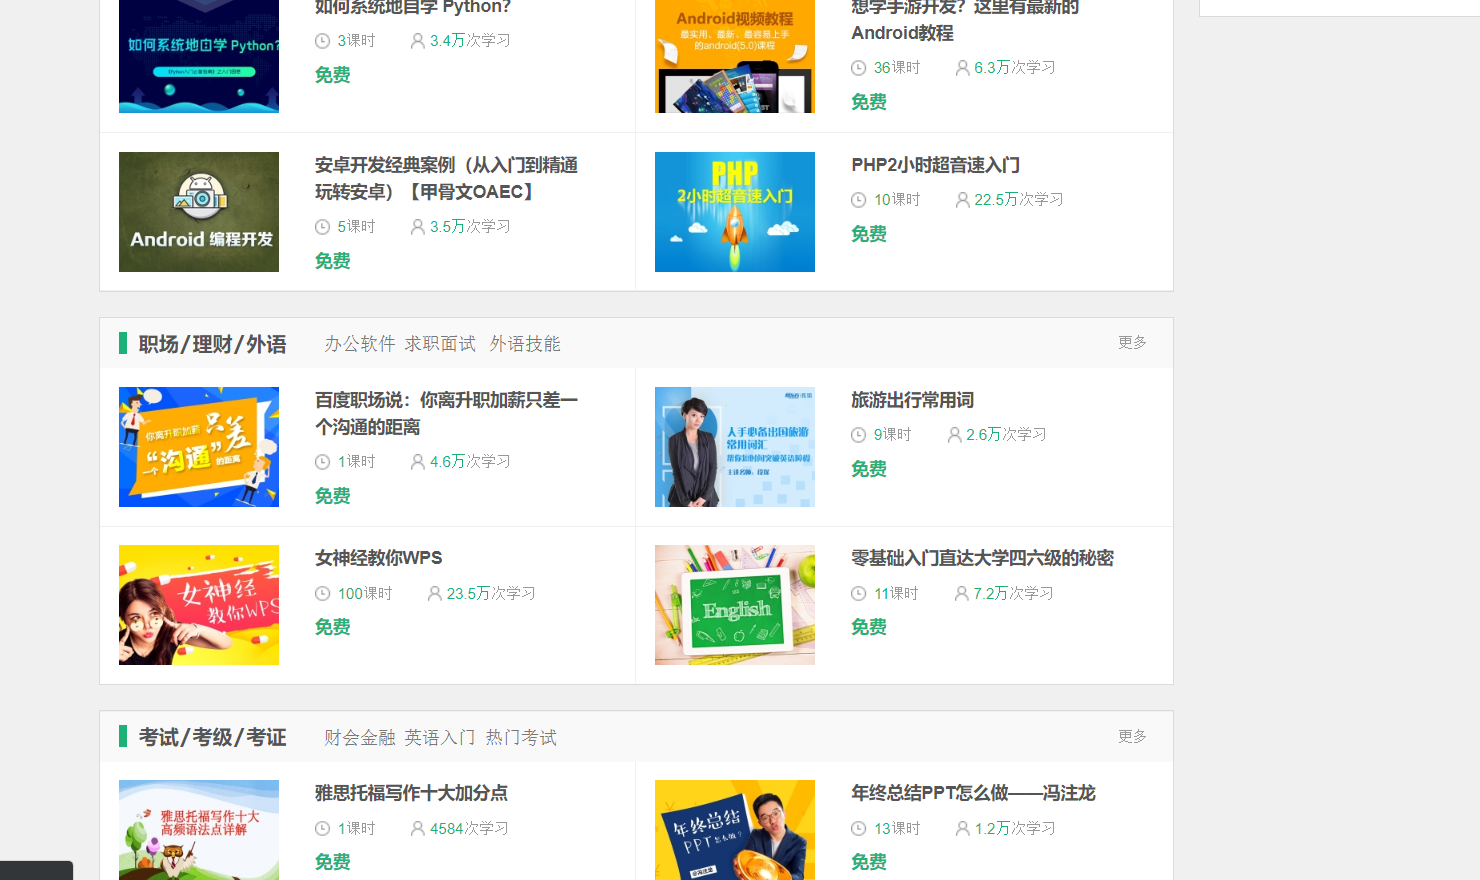 如何系统地自学 Python?
如何系统地自学 Python?
3课时
3.4万次学习
免费
Android视频教程
最实用、最新、最容易上手
的android(5.0)课程
想学手游开发？这里有最新的
Android教程
36课时
6.3万次学习
免费
Android 编程开发
安卓开发经典案例（从入门到精通
玩转安卓）【甲骨文OAEC】
5课时
3.5万次学习
免费
PHP
2小时超音速入门
PHP2小时超音速入门
10课时
22.5万次学习
免费
职场/理财/外语
办公软件 求职面试 外语技能
更多
你离升职加薪只差
一个“沟通”的距离
百度职场说：你离升职加薪只差一
个沟通的距离
1课时
4.6万次学习
免费
人手必备出国旅游
常用词汇
旅游出行常用词
9课时
2.6万次学习
免费
女神经
教你WPS
女神经教你WPS
100课时
23.5万次学习
免费
English
零基础入门直达大学四六级的秘密
11课时
7.2万次学习
免费
考试/考级/考证
财会金融 英语入门 热门考试
更多
雅思托福写作十大
高频语法点详解
雅思托福写作十大加分点
1课时
4584次学习
免费
年终总结
PPT怎么做？
年终总结PPT怎么做——冯注龙
13课时
1.2万次学习
免费